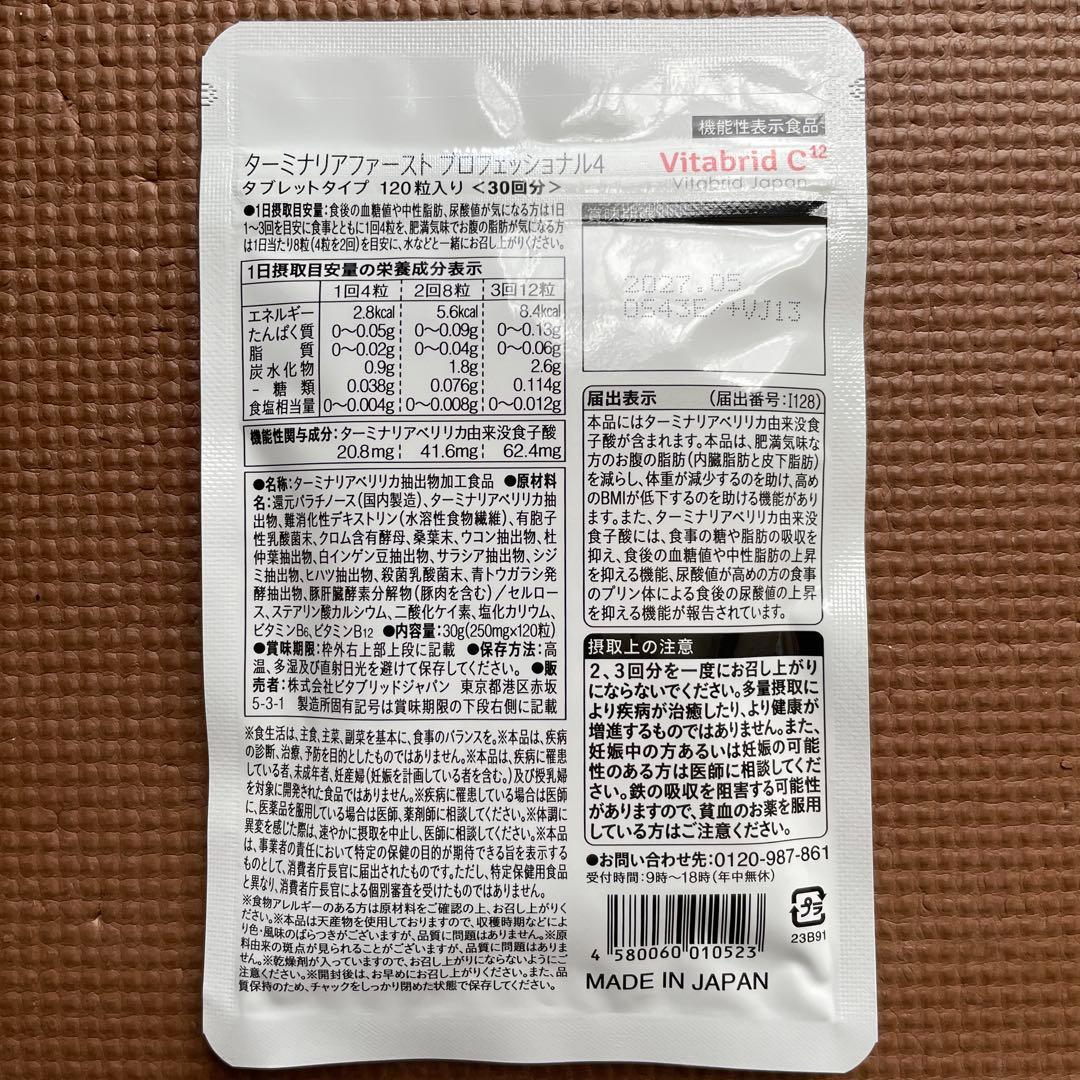 機能性表示食品
ターミナリアファースト プロフェッショナル4
Vitabrid C12
Vitabrid Japan
タブレットタイプ 120粒入り <30回分>
●1日摂取目安量:食後の血糖値や中性脂肪、尿酸値が気になる方は1日
1〜3回を目安に食事とともに1回4粒を、肥満気味でお腹の脂肪が気になる方
は1日当たり8粒(4粒を2回)を目安に、水などと一緒にお召し上がりください。
1日摂取目安量の栄養成分表示
1回4粒 2回8粒 3回12粒
エネルギー 2.8kcal 5.6kcal 8.4kcal
たんぱく質 0〜0.05g 0〜0.09g 0〜0.13g
脂質 0〜0.02g 0〜0.04g 0〜0.06g
炭水化物 0.9g 1.8g 2.6g
- 糖類 0.038g 0.076g 0.114g
食塩相当量 0〜0.004g 0〜0.008g 0〜0.012g
機能性関与成分:ターミナリアベリリカ由来没食子酸
20.8mg 41.6mg 62.4mg
●名称:ターミナリアベリリカ抽出物加工食品 ●原材料
名:還元パラチノース(国内製造)、ターミナリアベリリカ抽
出物、難消化性デキストリン(水溶性食物繊維)、有胞子
性乳酸菌末、クロム含有酵母、桑葉末、ウコン抽出物、杜
仲葉抽出物、白インゲン豆抽出物、サラシア抽出物、シジ
ミ抽出物、ヒハツ抽出物、殺菌乳酸菌末、青トウガラシ発
酵抽出物、豚肝臓酵素分解物(豚肉を含む)/セルロー
ス、ステアリン酸カルシウム、二酸化ケイ素、塩化カリウム、
ビタミンB6、ビタミンB12 ●内容量:30g(250mg×120粒)
●賞味期限:枠外右上部上段に記載 ●保存方法:高
温、多湿及び直射日光を避けて保存してください。 ●販
売者:株式会社ビタブリッドジャパン 東京都港区赤坂
5-3-1 製造所固有記号は賞味期限の下段右側に記載
※食生活は、主食、主菜、副菜を基本に、食事のバランスを。※本品は、疾病
の診断、治療、予防を目的としたものではありません。※本品は、疾病に罹患
している者、未成年者、妊産婦(妊娠を計画している者を含む。)及び授乳婦
を対象に開発された食品ではありません。※疾病に罹患している場合は医師
に、医薬品を服用している場合は医師、薬剤師に相談してください。※体調に
異変を感じた際は、速やかに摂取を中止し、医師に相談してください。※本品
は、事業者の責任において特定の保健の目的が期待できる旨を表示する
ものとして、消費者庁長官に届出されたものです。ただし、特定保健用食品
と異なり、消費者庁長官による個別審査を受けたものではありません。
※食物アレルギーのある方は原材料をご確認の上、お召し上がりくだ
さい。※本品は天産物を使用しておりますので、収穫時期などによ
り色・風味のばらつきがございますが、品質に問題はありません。※原
料由来の斑点が見られることがございますが、品質に問題はありま
せん。※乾燥剤が入っていますので、お召し上がりにならないようにご
注意ください。※開封後は、お早めにお召し上がりください。また、品
質保持のため、チャックをしっかり閉めた状態で保存してください。
賞味期限
2027.05
0543E/+VJ13
届出表示 (届出番号:I128)
本品にはターミナリアベリリカ由来没食
子酸が含まれます。本品は、肥満気味な
方のお腹の脂肪(内臓脂肪と皮下脂肪)
を減らし、体重が減少するのを助け、高め
のBMIが低下するのを助ける機能があり
ます。また、ターミナリアベリリカ由来没
食子酸には、食事の糖や脂肪の吸収を
抑え、食後の血糖値や中性脂肪の上昇
を抑える機能、尿酸値が高めの方の食事
のプリン体による食後の尿酸値の上昇
を抑える機能が報告されています。
摂取上の注意
2、3回分を一度にお召し上がり
にならないでください。多量摂取に
より疾病が治癒したり、より健康が
増進するものではありません。また、
妊娠中の方あるいは妊娠の可能
性のある方は医師に相談してくだ
さい。鉄の吸収を阻害する可能性
がありますので、貧血のお薬を服用
している方はご注意ください。
●お問い合わせ先:0120-987-861
受付時間:9時〜18時(年中無休)
プラ
23B91
4 580060 010523
MADE IN JAPAN